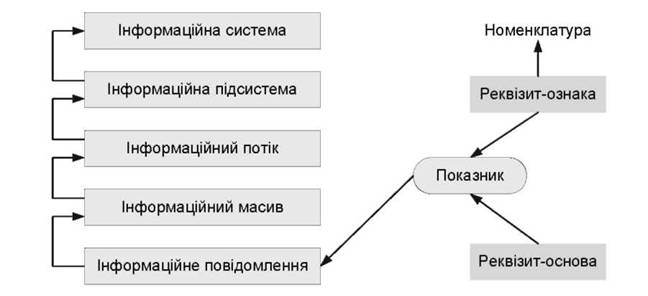 Інформаційна система
Номенклатура
Інформаційна підсистема
Реквізит-ознака
Інформаційний потік
Показник
Інформаційний масив
Інформаційне повідомлення
Реквізит-основа